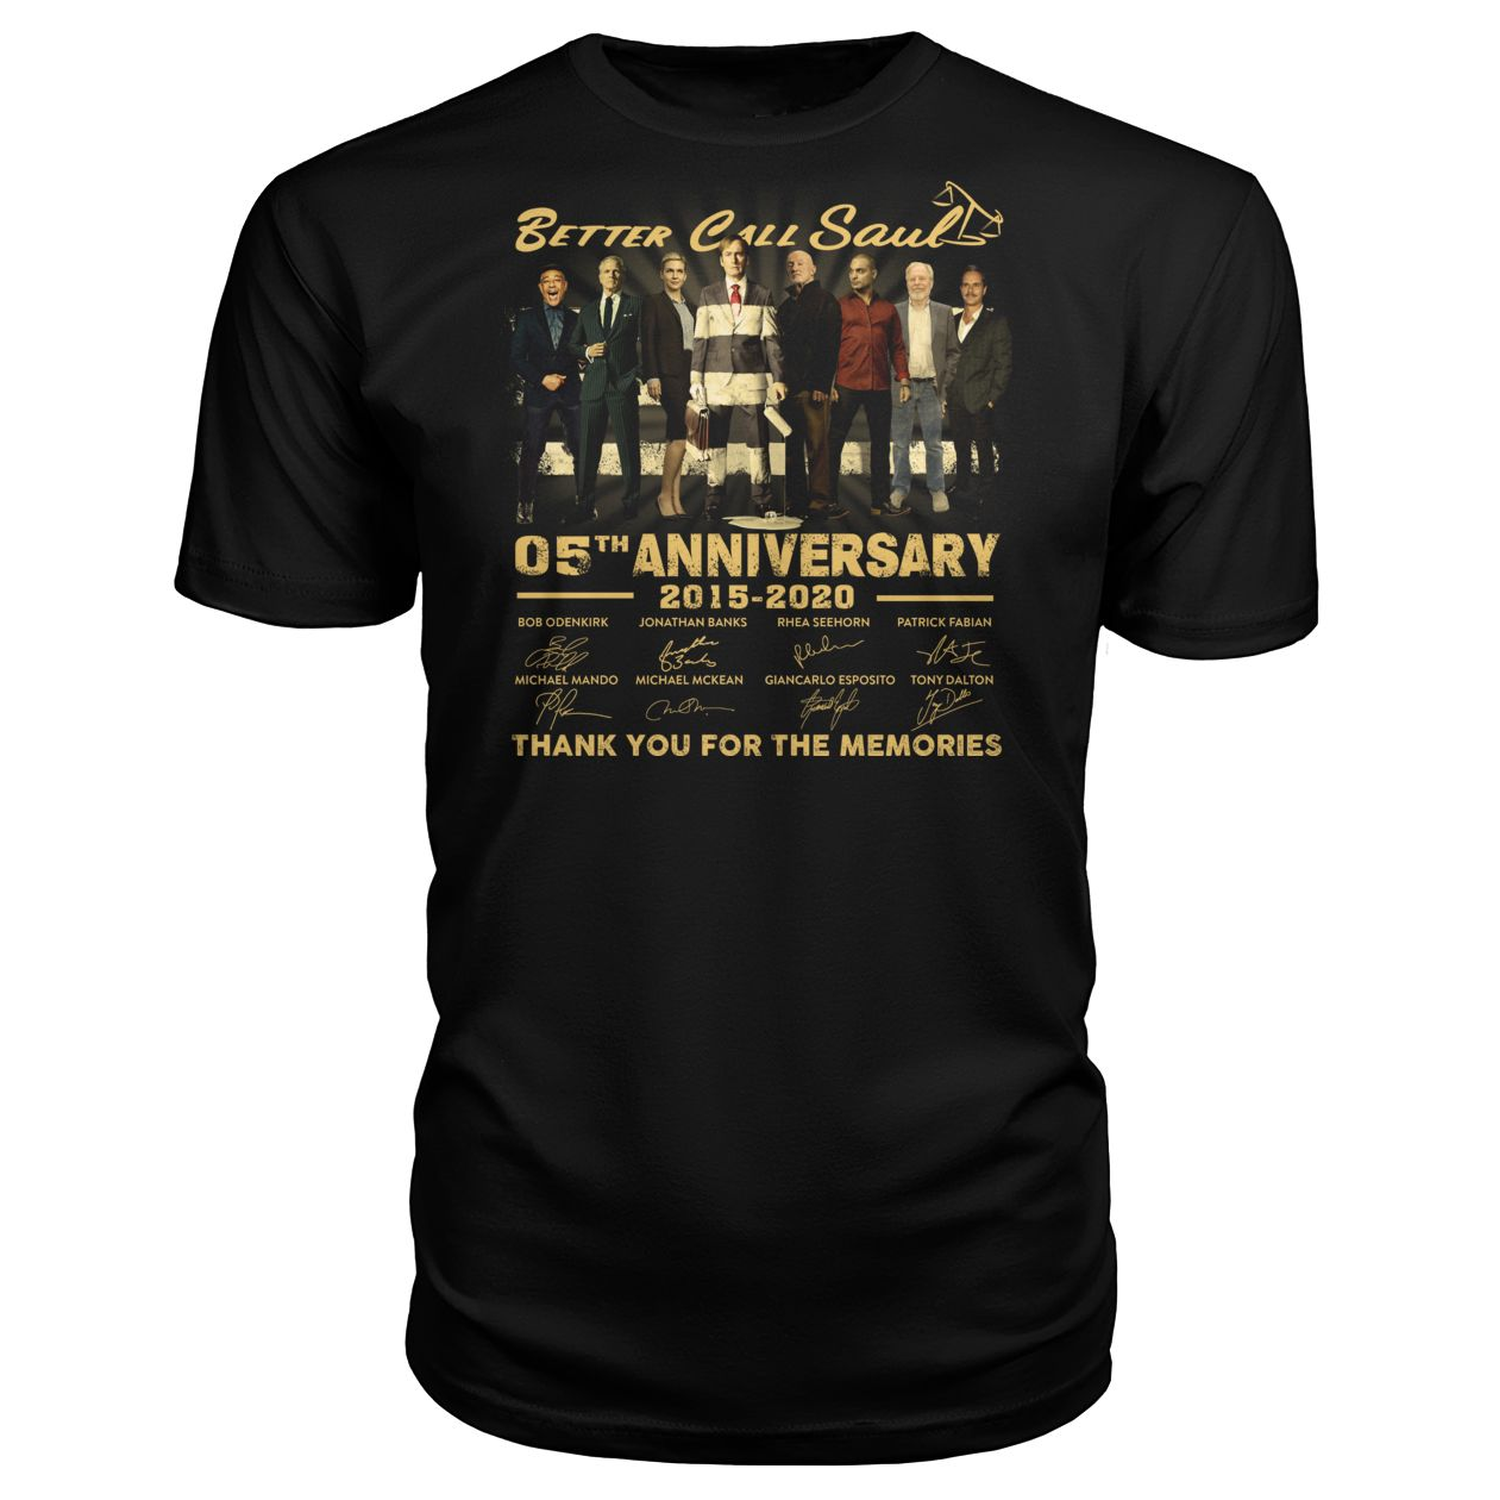 BETTER CALL Saul
05TH ANNIVERSARY
2015-2020
BOB ODENKIRK JONATHAN BANKS RHEA SEEHORN PATRICK FABIAN
MICHAEL MANDO MICHAEL MCKEAN GIANCARLO ESPOSITO TONY DALTON
THANK YOU FOR THE MEMORIES